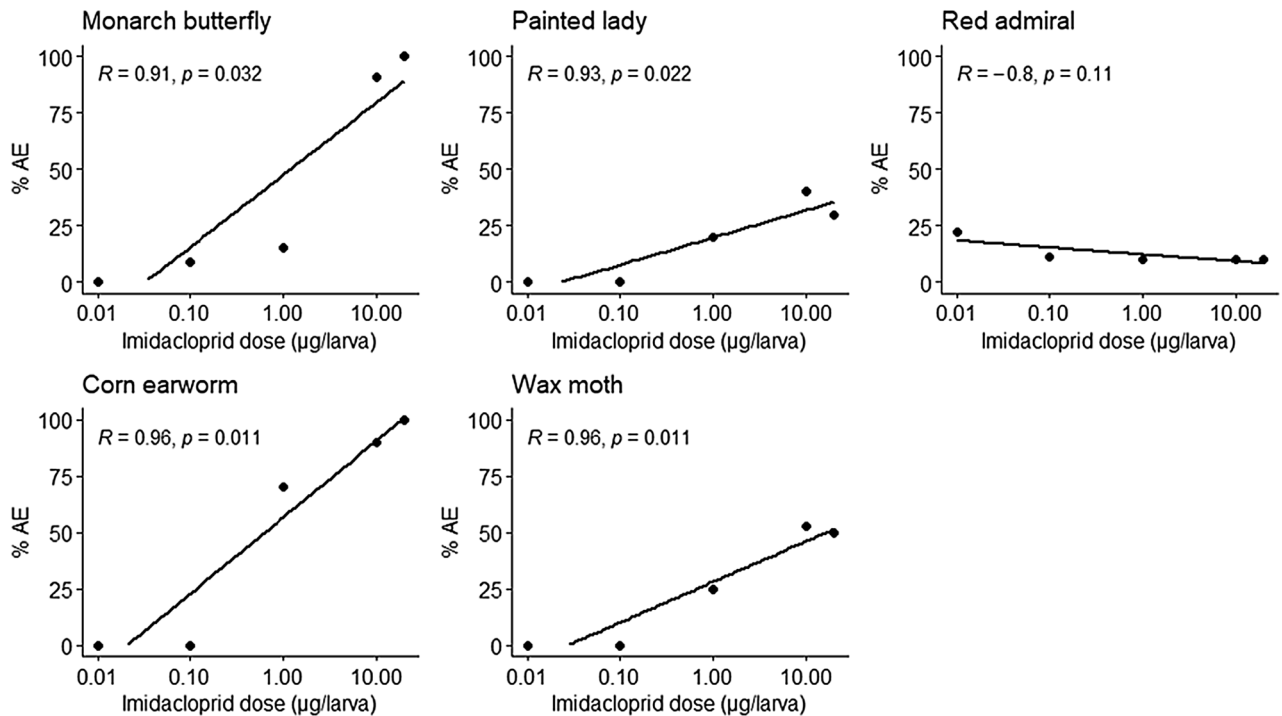 Monarch butterfly
R = 0.91, p = 0.032
100
75
50
25
0
% AE
0.01 0.10 1.00 10.00
Imidacloprid dose (µg/larva)
Painted lady
R = 0.93, p = 0.022
100
75
50
25
0
% AE
0.01 0.10 1.00 10.00
Imidacloprid dose (µg/larva)
Red admiral
R = −0.8, p = 0.11
100
75
50
25
0
% AE
0.01 0.10 1.00 10.00
Imidacloprid dose (µg/larva)
Corn earworm
R = 0.96, p = 0.011
100
75
50
25
0
% AE
0.01 0.10 1.00 10.00
Imidacloprid dose (µg/larva)
Wax moth
R = 0.96, p = 0.011
100
75
50
25
0
% AE
0.01 0.10 1.00 10.00
Imidacloprid dose (µg/larva)